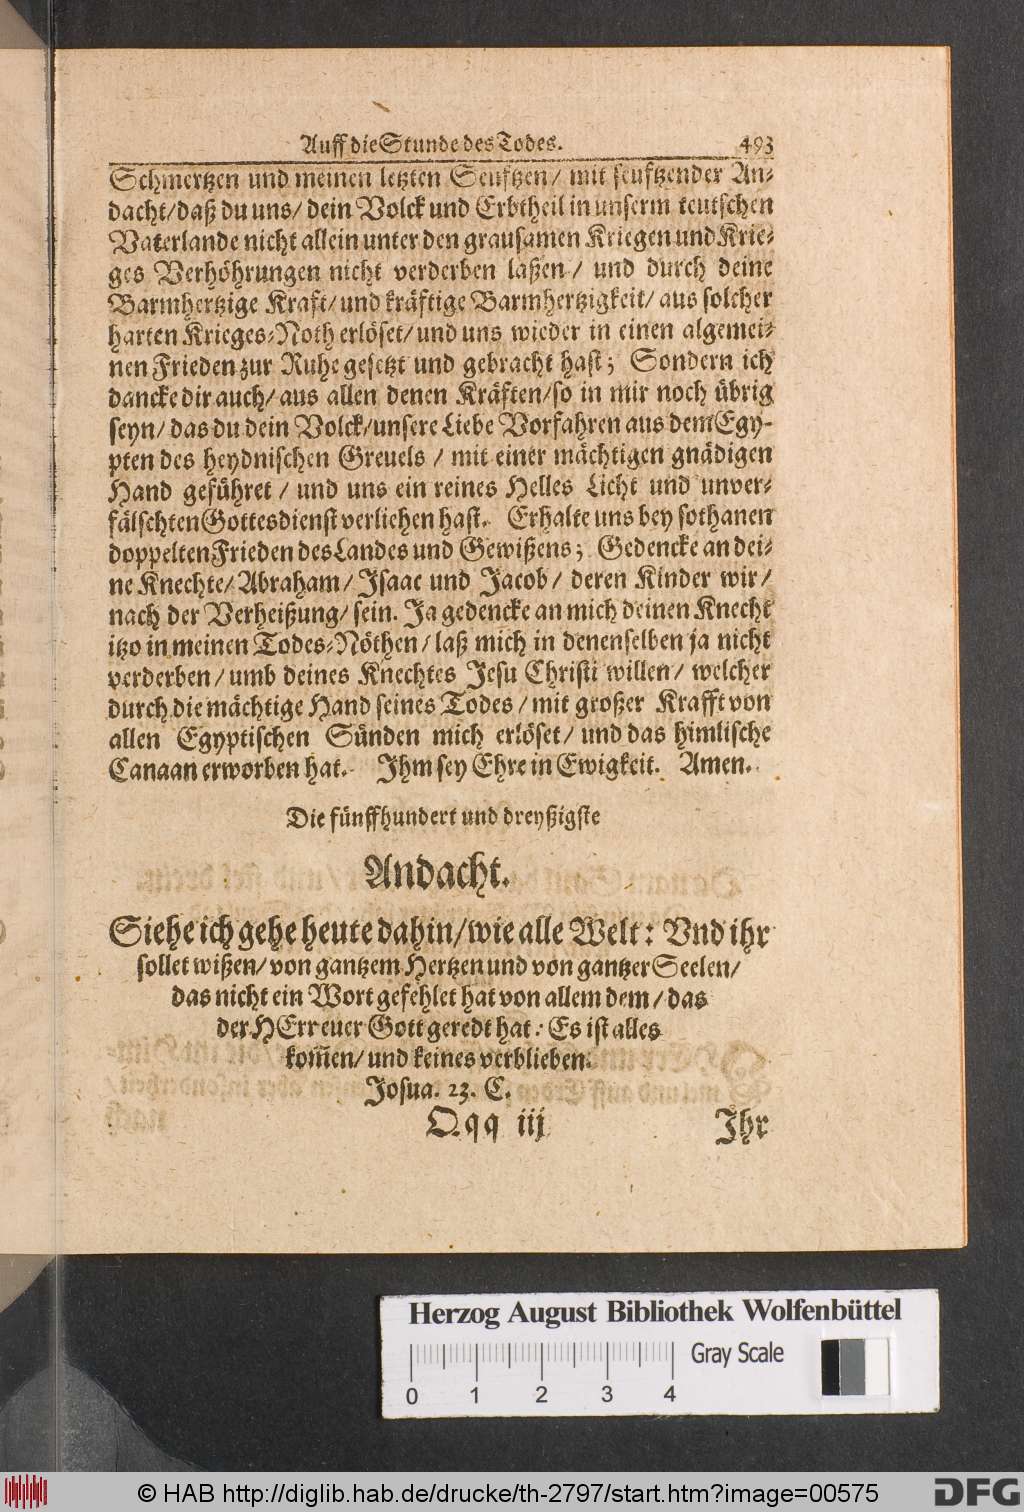 Auff die Stunde des Todes. 493
Schmertzen und meinen letzten Seuftzen/ mit seuftzender An-
dacht/ daß du uns/ dein Volck und Erbtheil in unserm teutschen
Vaterlande nicht allein unter den grausamen Kriegen und Krie-
ges Verhöhrungen nicht verderben laßen/ und durch deine
Barmhertzige Kraft/ und kräftige Barmhertzigkeit/ aus solcher
harten Krieges-Noth erlöset/ und uns wieder in einen algemei-
nen Frieden zur Ruhe gesetzt und gebracht hast; Sondern ich
dancke dir auch/ aus allen denen Kräften/ so in mir noch übrig
seyn/ das du dein Volck/ unsere Liebe Vorfahren aus dem Egy-
pten des heydnischen Greuels / mit einer mächtigen gnädigen
Hand geführet / und uns ein reines Helles Licht und unver-
fälschten Gottesdienst verliehen hast. Erhalte uns bey sothanen
doppelten Frieden des Landes und Gewißens; Gedencke an dei-
ne Knechte/ Abraham/ Isaac und Jacob/ deren Kinder wir/
nach der Verheißung/ sein. Ja gedencke an mich deinen Knecht
itzo in meinen Todes-Nöthen/ laß mich in denenselben ja nicht
verderben/ umb deines Knechtes Jesu Christi willen/ welcher
durch die mächtige Hand seines Todes/ mit großer Krafft von
allen Egyptischen Sünden mich erlöset/ und das himlische
Canaan erworben hat. Ihm sey Ehre in Ewigkeit. Amen.
Die fünffhundert und dreyßigste
Andacht.
Siehe ich gehe heute dahin/ wie alle Welt: Vnd ihr
sollet wißen/ von gantzem Hertzen und von gantzer Seelen/
das nicht ein Wort gefehlet hat von allem dem/ das
der HErr euer Gott geredt hat: Es ist alles
kom̄en/ und keines verblieben.
Josua. 23. C.
Qqq iij Ihr
Herzog August Bibliothek Wolfenbüttel
Gray Scale
0 1 2 3 4
© HAB http://diglib.hab.de/drucke/th-2797/start.htm?image=00575
DFG